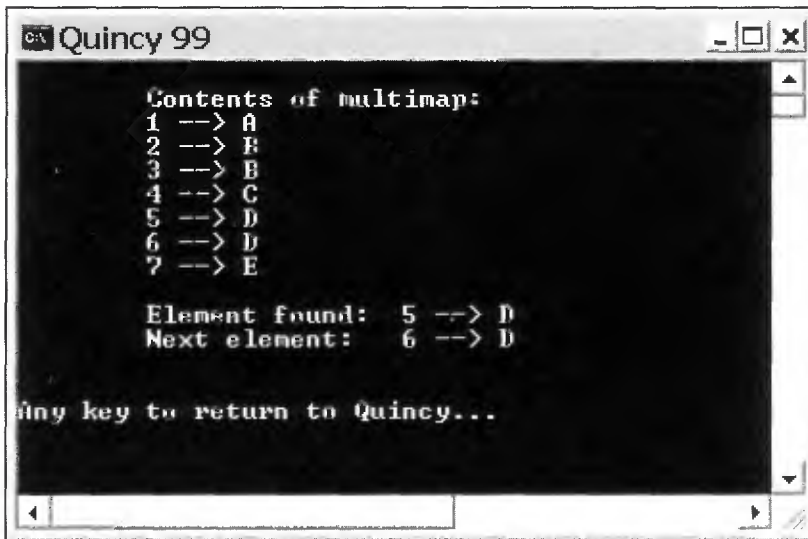 Quincy 99
Contents of multimap:
1 --> A
2 --> B
3 --> B
4 --> C
5 --> D
6 --> D
7 --> E
Element found: 5 --> D
Next element: 6 --> D
Any key to return to Quincy...